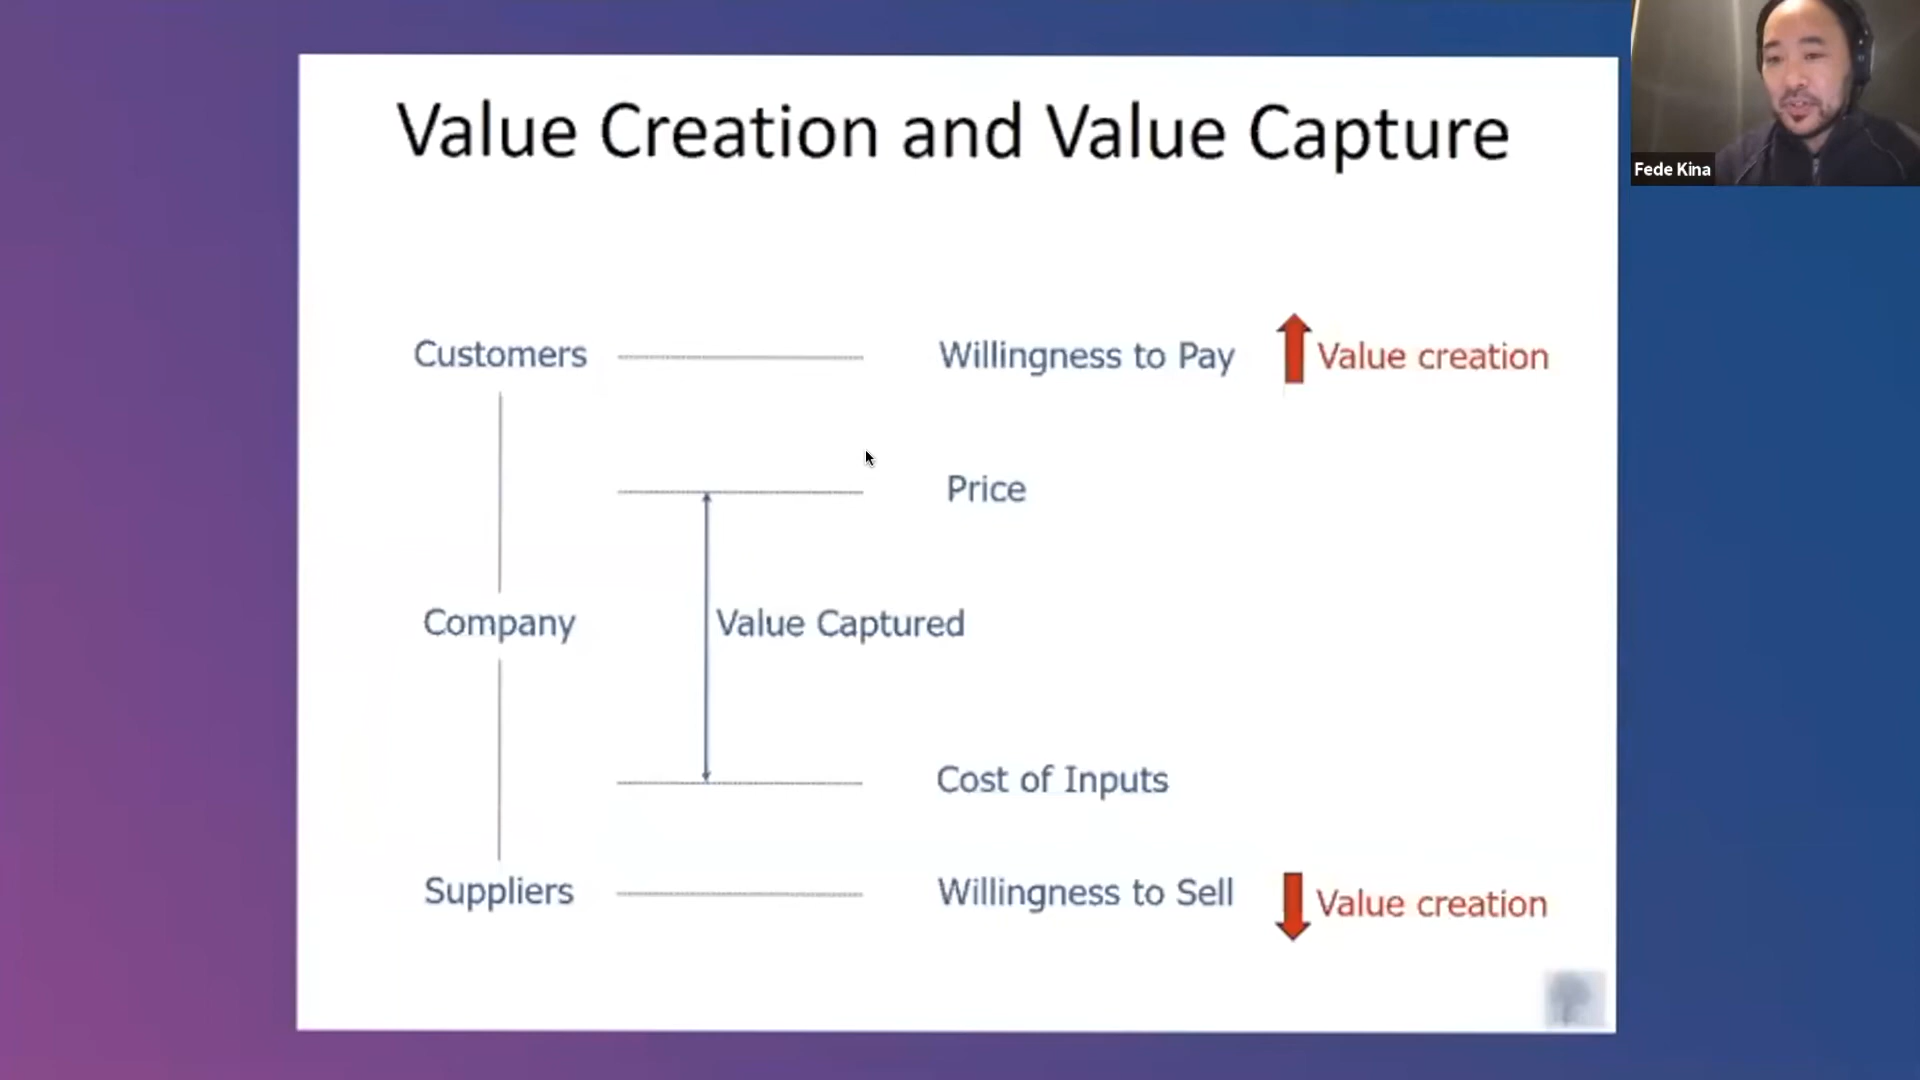 Value Creation and Value Capture
Fede Kina
Customers
Willingness to Pay
Value creation
Price
Company
Value Captured
Cost of Inputs
Suppliers
Willingness to Sell
Value creation